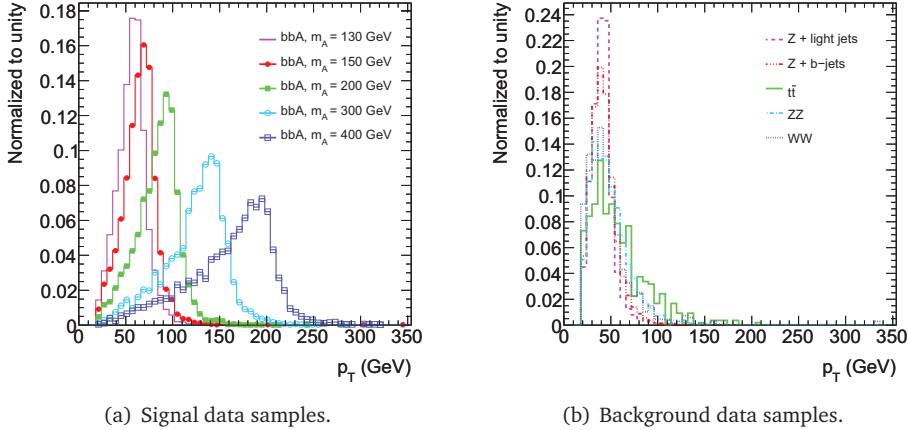 Normalized to unity
0.18
0.16
0.14
0.12
0.1
0.08
0.06
0.04
0.02
0
0 50 100 150 200 250 300 350
p_T (GeV)
bbA, m_A = 130 GeV
bbA, m_A = 150 GeV
bbA, m_A = 200 GeV
bbA, m_A = 300 GeV
bbA, m_A = 400 GeV
(a) Signal data samples.
Normalized to unity
0.24
0.22
0.2
0.18
0.16
0.14
0.12
0.1
0.08
0.06
0.04
0.02
0
0 50 100 150 200 250 300 350
p_T (GeV)
Z + light jets
Z + b-jets
tt̄
ZZ
WW
(b) Background data samples.